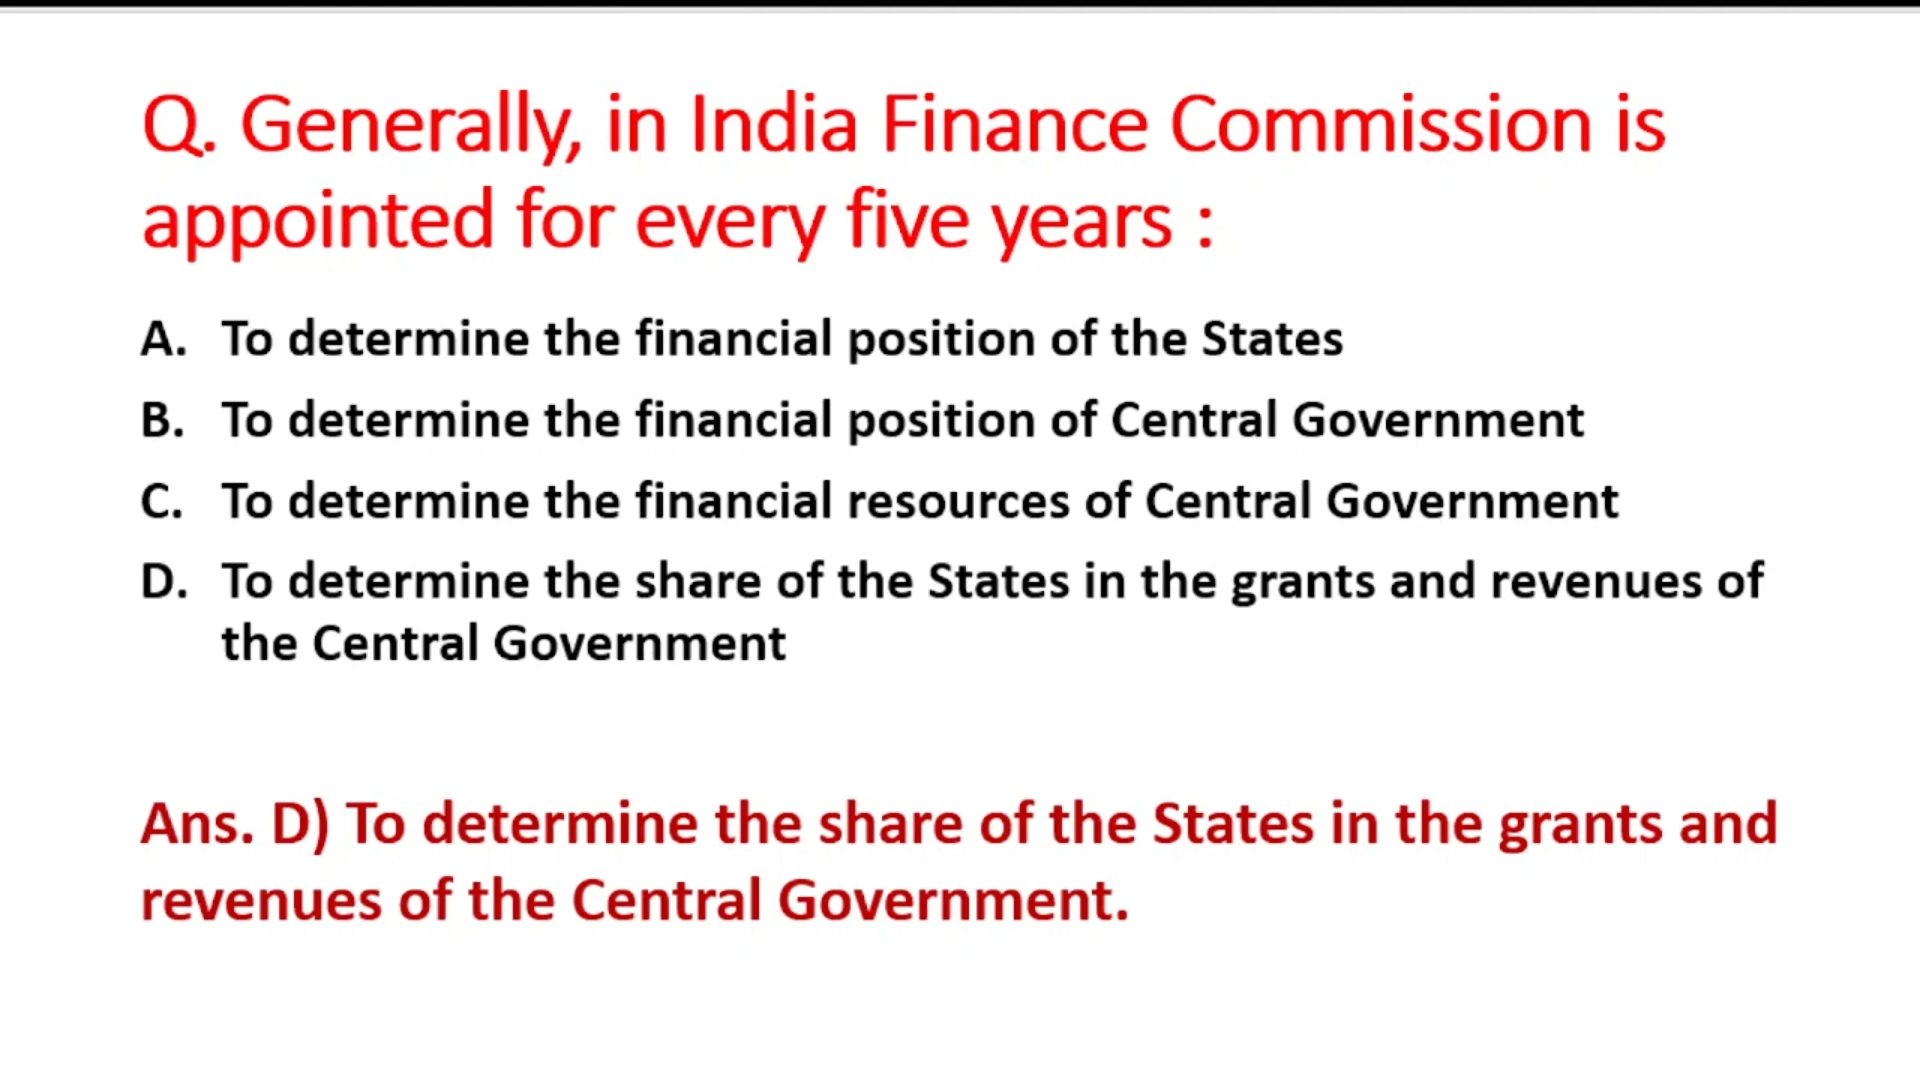 Q. Generally, in India Finance Commission is
appointed for every five years :
A. To determine the financial position of the States
B. To determine the financial position of Central Government
C. To determine the financial resources of Central Government
D. To determine the share of the States in the grants and revenues of
the Central Government
Ans. D) To determine the share of the States in the grants and
revenues of the Central Government.